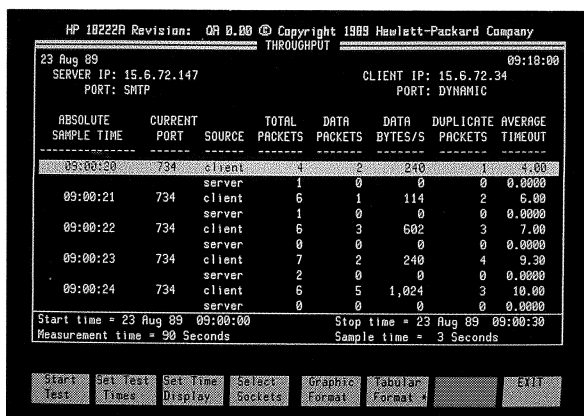 HP 18222A Revision: QA 0.00 © Copyright 1989 Hewlett-Packard Company
THROUGHPUT
23 Aug 89 09:18:00
SERVER IP: 15.6.72.147 CLIENT IP: 15.6.72.34
PORT: SMTP PORT: DYNAMIC
ABSOLUTE CURRENT TOTAL DATA DATA DUPLICATE AVERAGE
SAMPLE TIME PORT SOURCE PACKETS PACKETS BYTES/S PACKETS TIMEOUT
09:00:20 734 client 4 2 240 1 4.00
server 1 0 0 0 0.0000
09:00:21 734 client 6 1 114 2 6.00
server 1 0 0 0 0.0000
09:00:22 734 client 6 3 602 3 7.00
server 0 0 0 0 0.0000
09:00:23 734 client 7 2 240 4 9.30
server 2 0 0 0 0.0000
09:00:24 734 client 6 5 1,024 3 10.00
server 0 0 0 0 0.0000
Start time = 23 Aug 89 09:00:00 Stop time = 23 Aug 89 09:00:30
Measurement time = 90 Seconds Sample time = 3 Seconds
Start Set Test Set Time Select Graphic Tabular EXIT
Test Times Display Sockets Format Format *